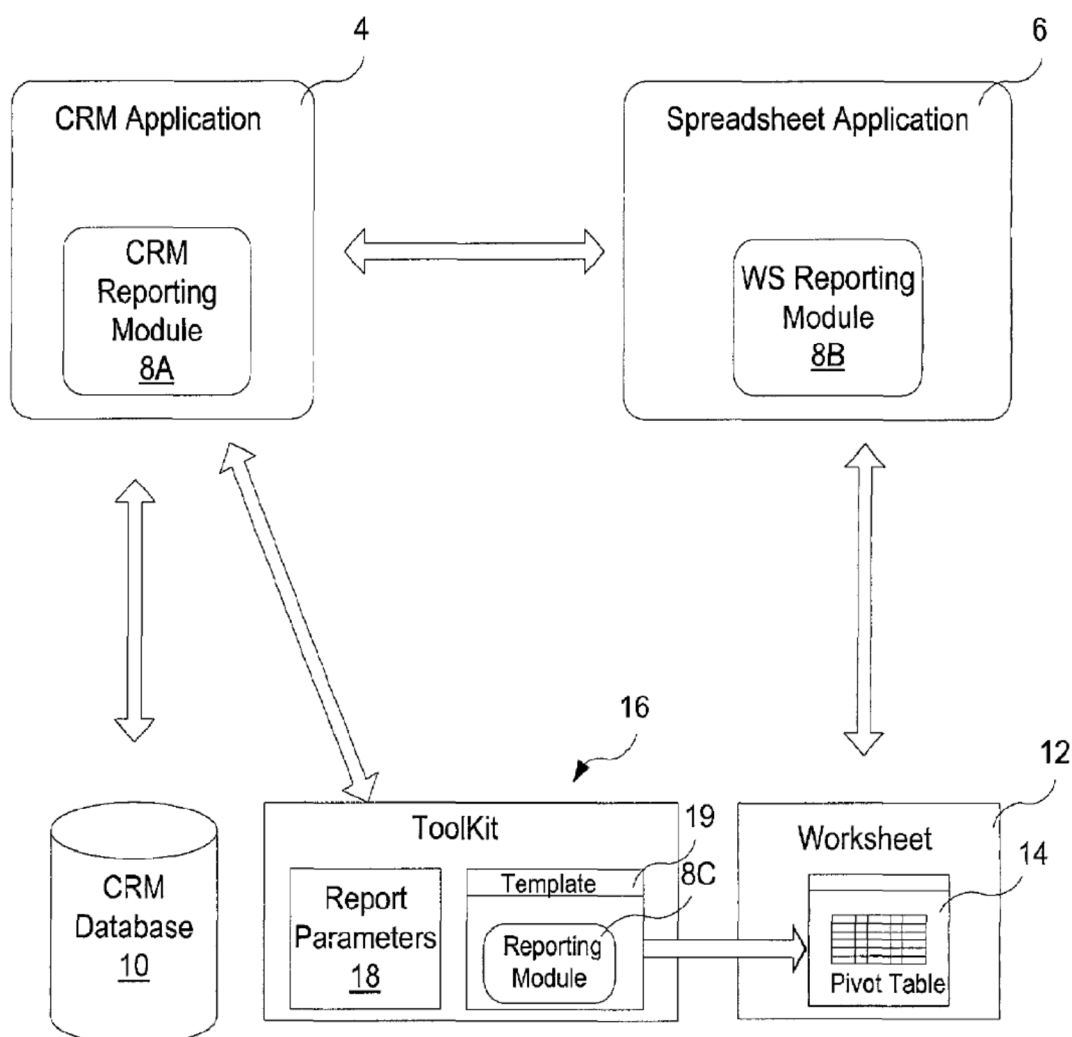 4
6
CRM Application
Spreadsheet Application
CRM
Reporting
Module
8A
WS Reporting
Module
8B
16
12
ToolKit
19
Worksheet
14
Template
8C
CRM
Database
10
Report
Parameters
18
Reporting
Module
Pivot Table